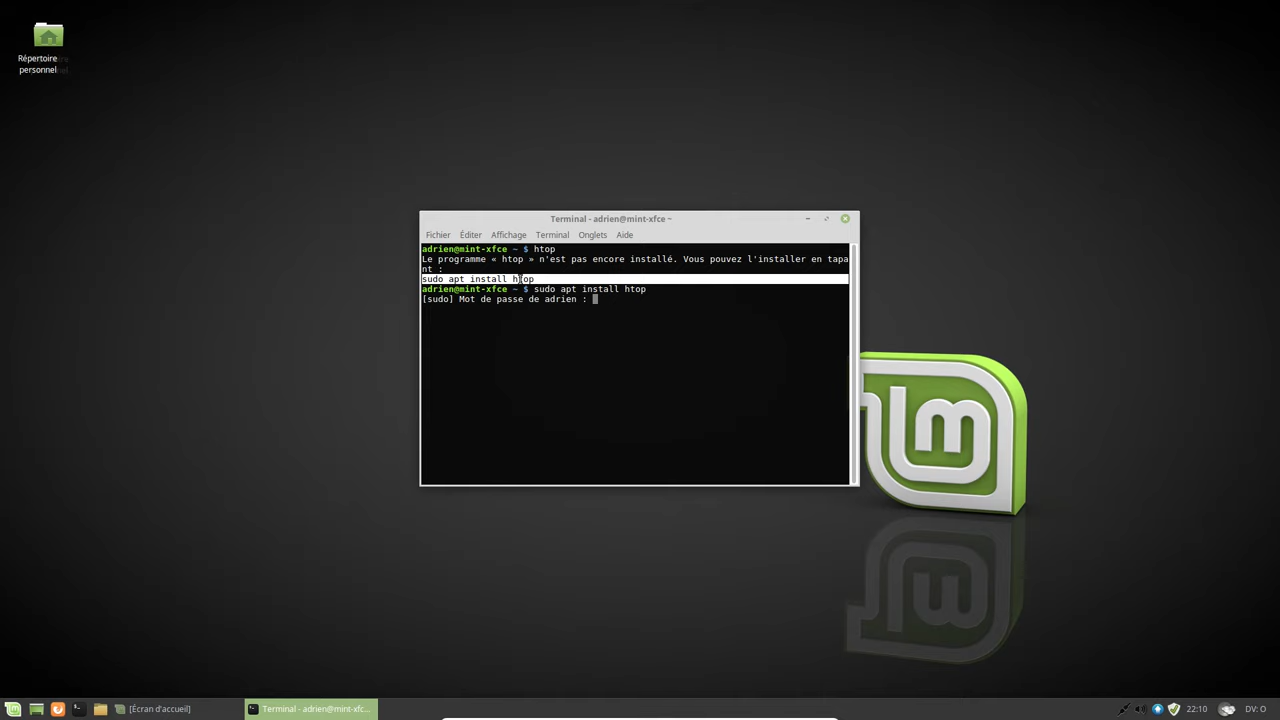 Répertoire
personnel
Terminal - adrien@mint-xfce ~
Fichier Éditer Affichage Terminal Onglets Aide
adrien@mint-xfce ~ $ htop
Le programme « htop » n'est pas encore installé. Vous pouvez l'installer en tapa
nt :
sudo apt install htop
adrien@mint-xfce ~ $ sudo apt install htop
[sudo] Mot de passe de adrien :
[Écran d'accueil] Terminal - adrien@mint-xfc... 22:10 DV: O